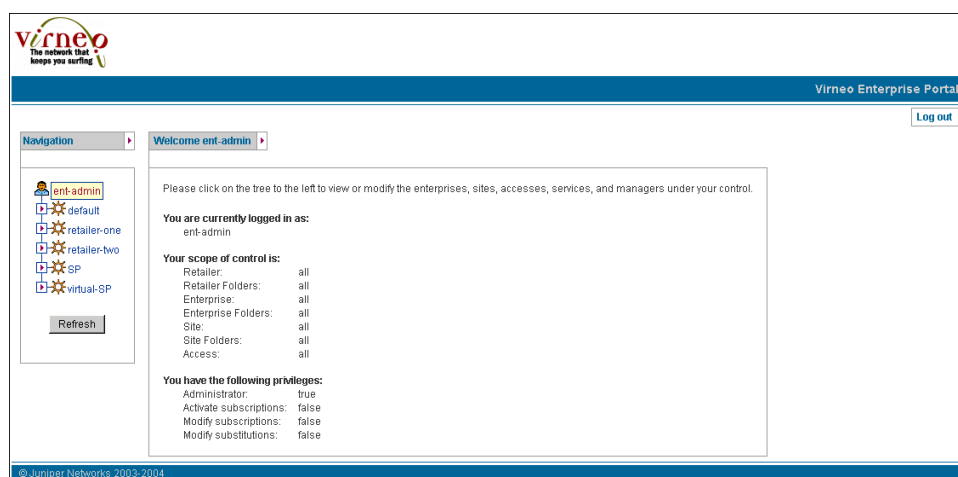 Virneo
The network that
keeps you surfing
Virneo Enterprise Portal
Log out
Navigation
Welcome ent-admin
ent-admin
default
retailer-one
retailer-two
SP
virtual-SP
Refresh
Please click on the tree to the left to view or modify the enterprises, sites, accesses, services, and managers under your control.
You are currently logged in as:
ent-admin
Your scope of control is:
Retailer: all
Retailer Folders: all
Enterprise: all
Enterprise Folders: all
Site: all
Site Folders: all
Access: all
You have the following privileges:
Administrator: true
Activate subscriptions: false
Modify subscriptions: false
Modify substitutions: false
© Juniper Networks 2003-2004